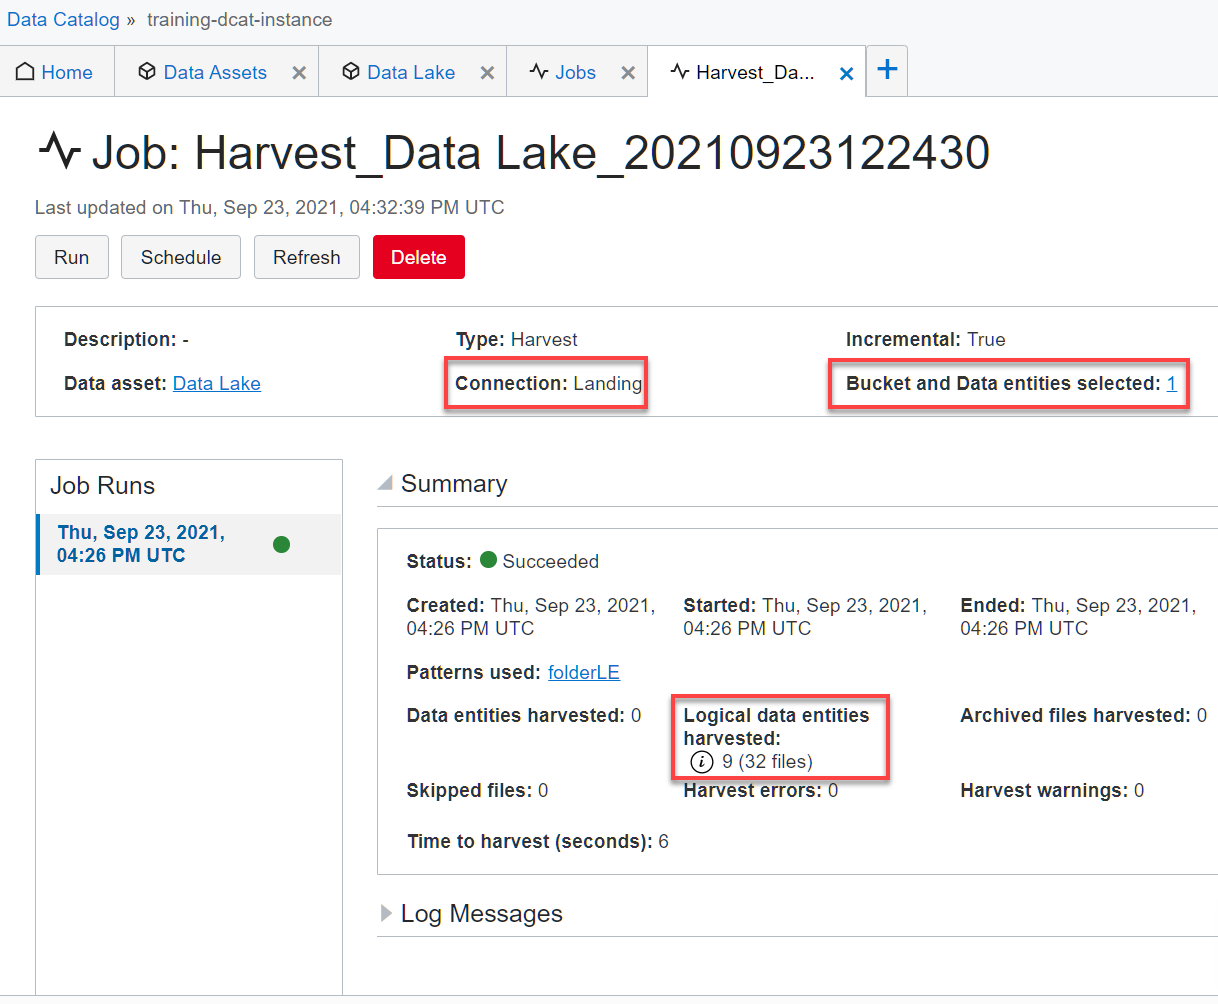 Data Catalog » training-dcat-instance
Home Data Assets Data Lake Jobs Harvest_Da...
Job: Harvest_Data Lake_20210923122430
Last updated on Thu, Sep 23, 2021, 04:32:39 PM UTC
Run Schedule Refresh Delete
Description: - Type: Harvest Incremental: True
Data asset: Data Lake Connection: Landing Bucket and Data entities selected: 1
Job Runs
Thu, Sep 23, 2021,
04:26 PM UTC
Summary
Status: Succeeded
Created: Thu, Sep 23, 2021,
04:26 PM UTC
Started: Thu, Sep 23, 2021,
04:26 PM UTC
Ended: Thu, Sep 23, 2021,
04:26 PM UTC
Patterns used: folderLE
Data entities harvested: 0
Logical data entities
harvested:
i 9 (32 files)
Archived files harvested: 0
Skipped files: 0
Harvest errors: 0
Harvest warnings: 0
Time to harvest (seconds): 6
Log Messages